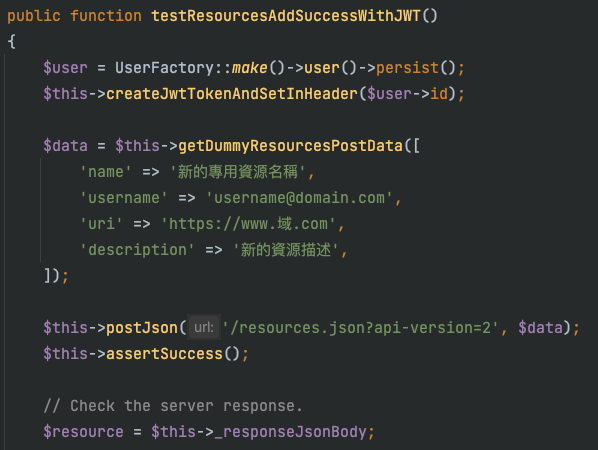 public function testResourcesAddSuccessWithJWT()
{
$user = UserFactory::make()->user()->persist();
$this->createJwtTokenAndSetInHeader($user->id);
$data = $this->getDummyResourcesPostData([
'name' => '新的專用資源名稱',
'username' => 'username@domain.com',
'uri' => 'https://www.域.com',
'description' => '新的資源描述',
]);
$this->postJson( url: '/resources.json?api-version=2', $data);
$this->assertSuccess();
// Check the server response.
$resource = $this->_responseJsonBody;